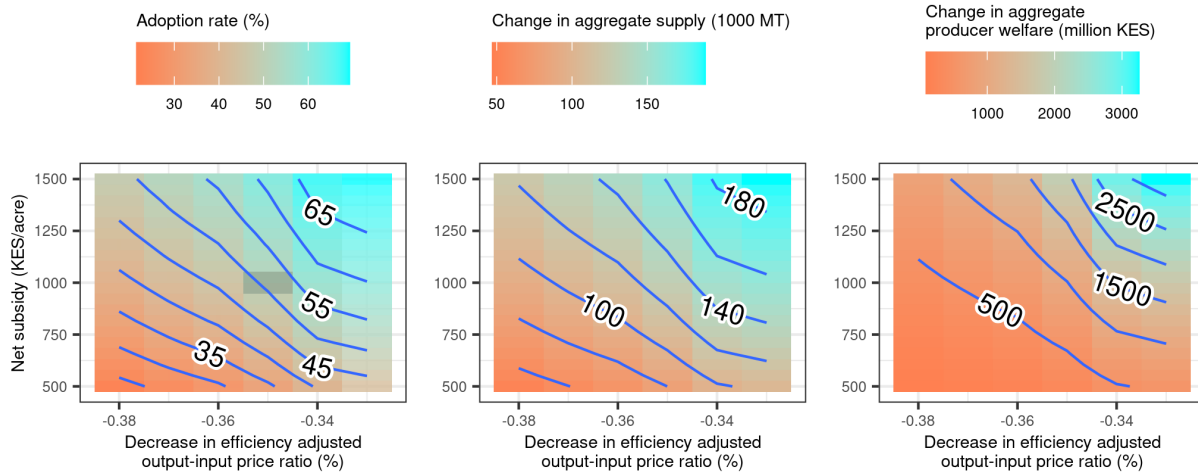 Adoption rate (%)
30 40 50 60
Change in aggregate supply (1000 MT)
50 100 150
Change in aggregate
producer welfare (million KES)
1000 2000 3000
Net subsidy (KES/acre)
1500
1250
1000
750
500
65
55
35
45
-0.38 -0.36 -0.34
Decrease in efficiency adjusted
output-input price ratio (%)
1500
1250
1000
750
500
180
100
140
-0.38 -0.36 -0.34
Decrease in efficiency adjusted
output-input price ratio (%)
1500
1250
1000
750
500
2500
1500
500
-0.38 -0.36 -0.34
Decrease in efficiency adjusted
output-input price ratio (%)